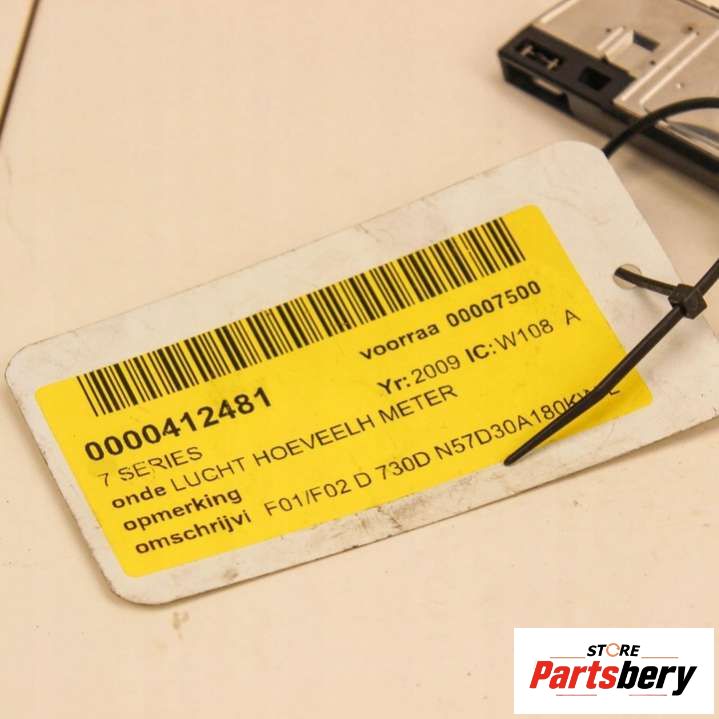 0000412481
voorraa 00007500
7 SERIES
Yr: 2009 IC: W108 A
onde LUCHT HOEVEELH METER
opmerking
omschrijvi F01/F02 D 730D N57D30A180KW
STORE
Partsbery